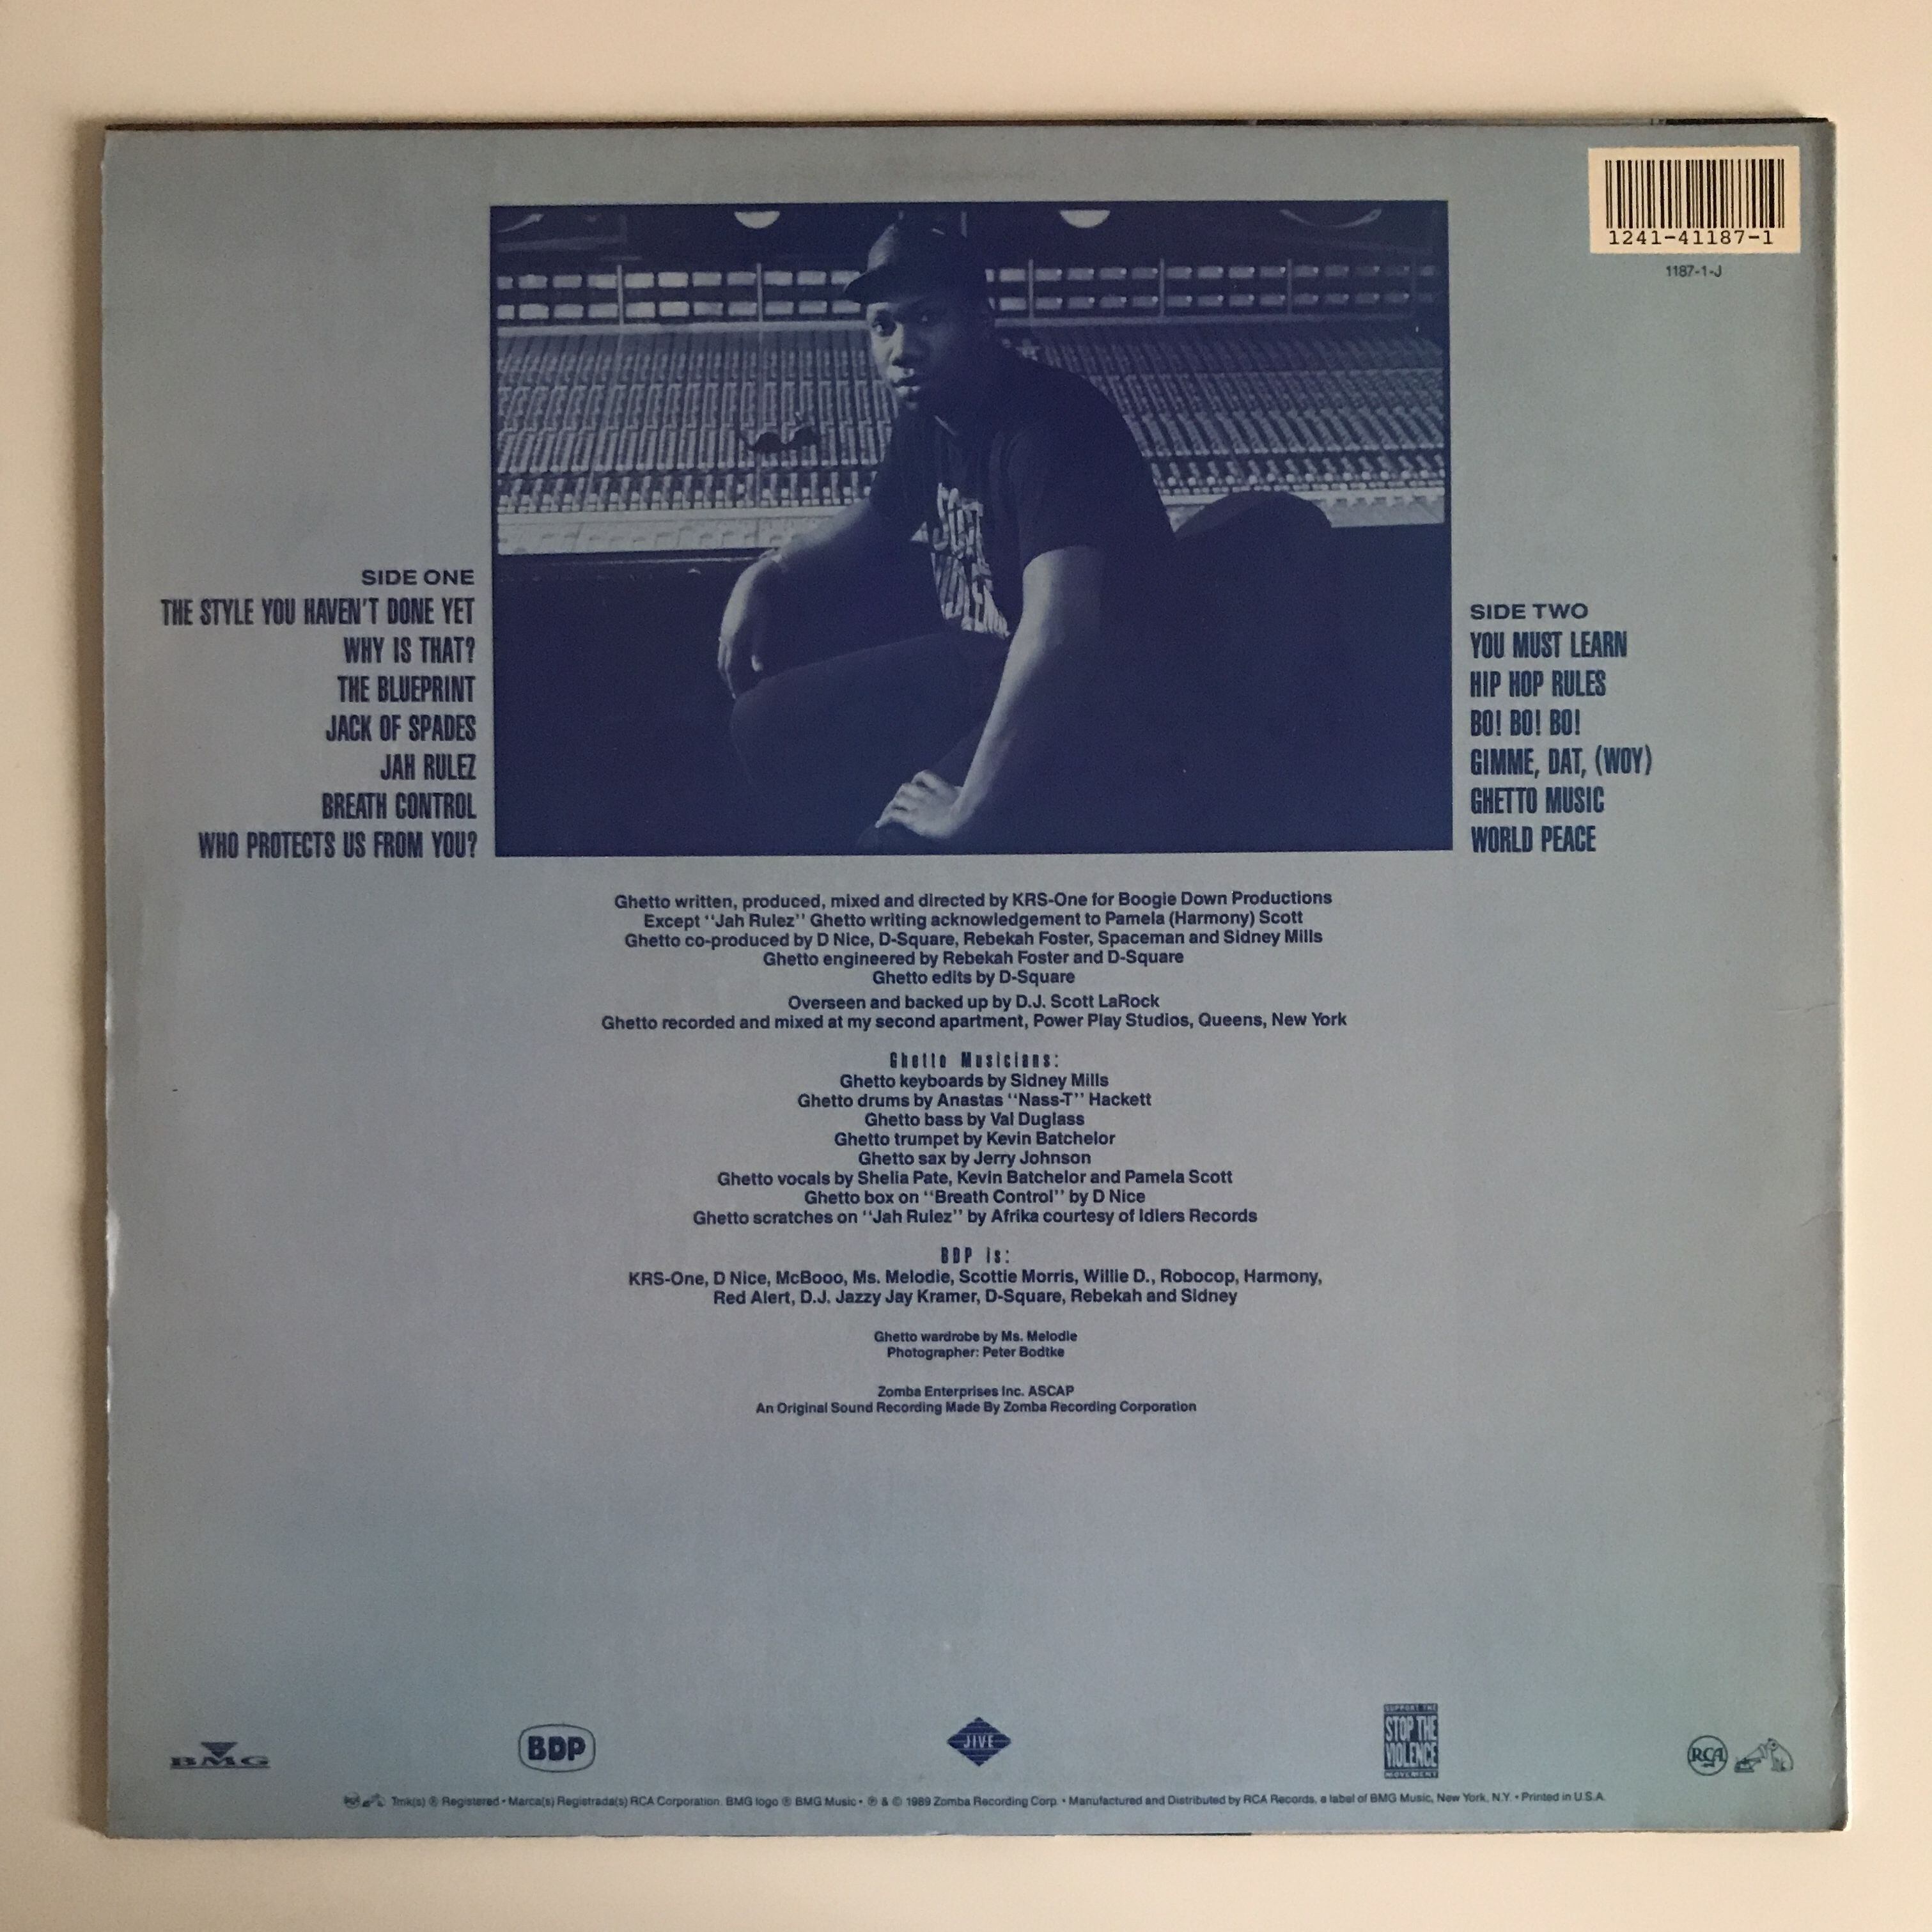 1241-41187-1
1187-1-J
SIDE ONE
THE STYLE YOU HAVEN'T DONE YET
WHY IS THAT?
THE BLUEPRINT
JACK OF SPADES
JAH RULEZ
BREATH CONTROL
WHO PROTECTS US FROM YOU?
SIDE TWO
YOU MUST LEARN
HIP HOP RULES
BO! BO! BO!
GIMME, DAT, (WOY)
GHETTO MUSIC
WORLD PEACE
Ghetto written, produced, mixed and directed by KRS-One for Boogie Down Productions
Except "Jah Rulez" Ghetto writing acknowledgement to Pamela (Harmony) Scott
Ghetto co-produced by D Nice, D-Square, Rebekah Foster, Spaceman and Sidney Mills
Ghetto engineered by Rebekah Foster and D-Square
Ghetto edits by D-Square
Overseen and backed up by D.J. Scott LaRock
Ghetto recorded and mixed at my second apartment, Power Play Studios, Queens, New York
Ghetto Musicians:
Ghetto keyboards by Sidney Mills
Ghetto drums by Anastas "Nass-T" Hackett
Ghetto bass by Val Duglass
Ghetto trumpet by Kevin Batchelor
Ghetto sax by Jerry Johnson
Ghetto vocals by Shelia Pate, Kevin Batchelor and Pamela Scott
Ghetto box on "Breath Control" by D Nice
Ghetto scratches on "Jah Rulez" by Afrika courtesy of Idlers Records
BDP is:
KRS-One, D Nice, McBooo, Ms. Melodie, Scottie Morris, Willie D., Robocop, Harmony,
Red Alert, D.J. Jazzy Jay Kramer, D-Square, Rebekah and Sidney
Ghetto wardrobe by Ms. Melodie
Photographer: Peter Bodtke
Zomba Enterprises Inc. ASCAP
An Original Sound Recording Made By Zomba Recording Corporation
BMG
BDP
JIVE
SUPPORT THE
STOP THE
VIOLENCE
MOVEMENT
RCA
Tmk(s) ® Registered • Marca(s) Registrada(s) RCA Corporation. BMG logo ® BMG Music • ℗ & © 1989 Zomba Recording Corp. • Manufactured and Distributed by RCA Records, a label of BMG Music, New York, N.Y. • Printed in U.S.A.